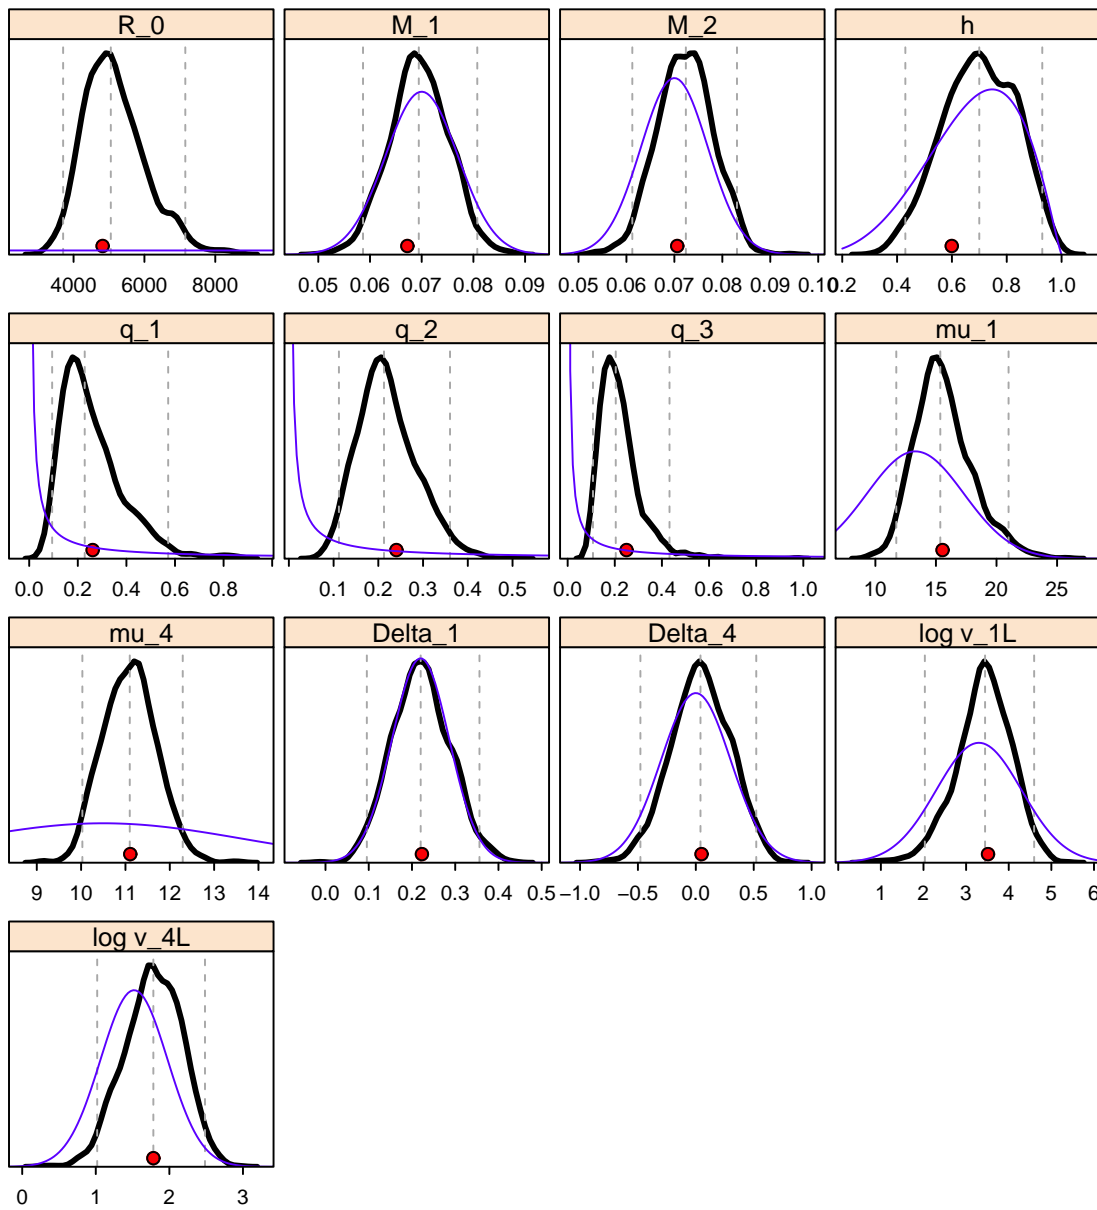 R_0 M_1 M_2 h
4000 6000 8000 0.05 0.06 0.07 0.08 0.09 0.05 0.06 0.07 0.08 0.09 0.10 0.2 0.4 0.6 0.8 1.0
q_1 q_2 q_3 mu_1
0.0 0.2 0.4 0.6 0.8 0.1 0.2 0.3 0.4 0.5 0.0 0.2 0.4 0.6 0.8 1.0 10 15 20 25
mu_4 Delta_1 Delta_4 log v_1L
9 10 11 12 13 14 0.0 0.1 0.2 0.3 0.4 0.5 −1.0 −0.5 0.0 0.5 1.0 1 2 3 4 5 6
log v_4L
0 1 2 3